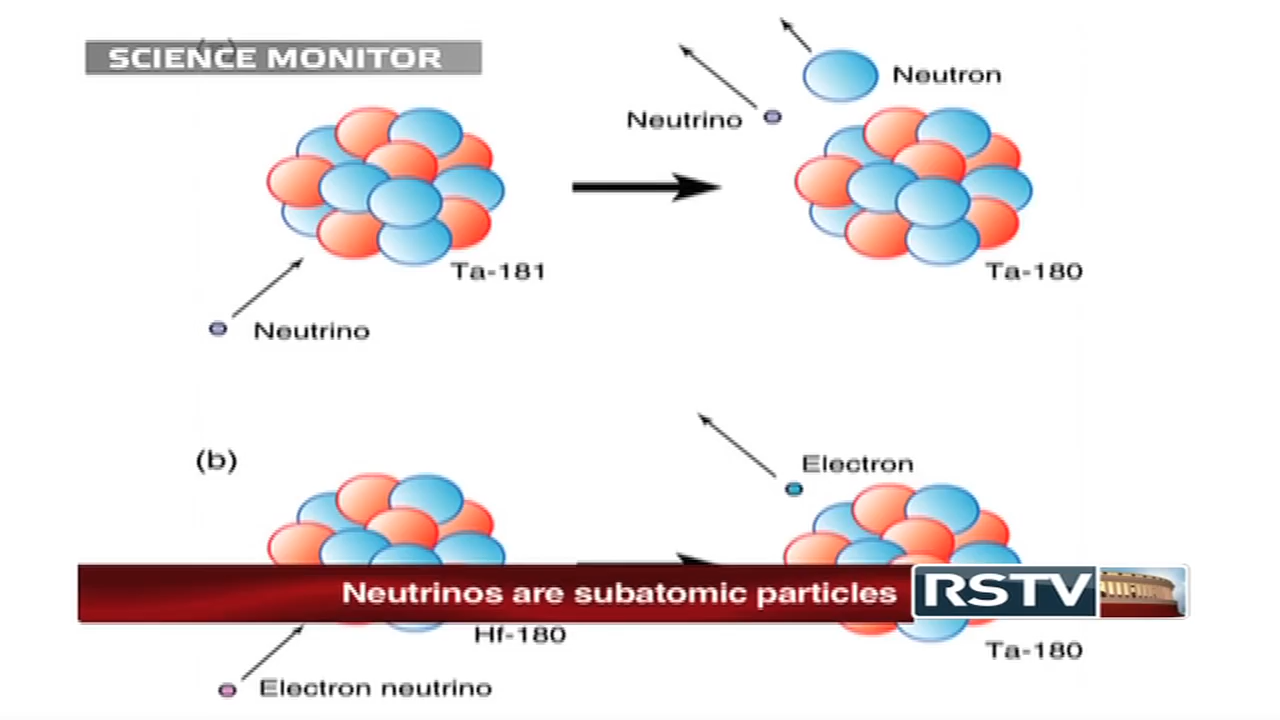 SCIENCE MONITOR
Neutron
Neutrino
Ta-181
Ta-180
Neutrino
(b)
Electron
Neutrinos are subatomic particles
RSTV
Hf-180
Ta-180
Electron neutrino